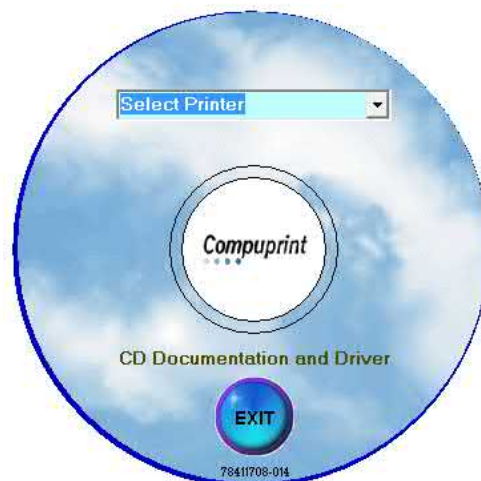 Select Printer
Compuprint
CD Documentation and Driver
EXIT
78411708-014